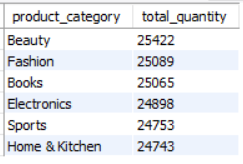 product_category total_quantity
Beauty 25422
Fashion 25089
Books 25065
Electronics 24898
Sports 24753
Home & Kitchen 24743